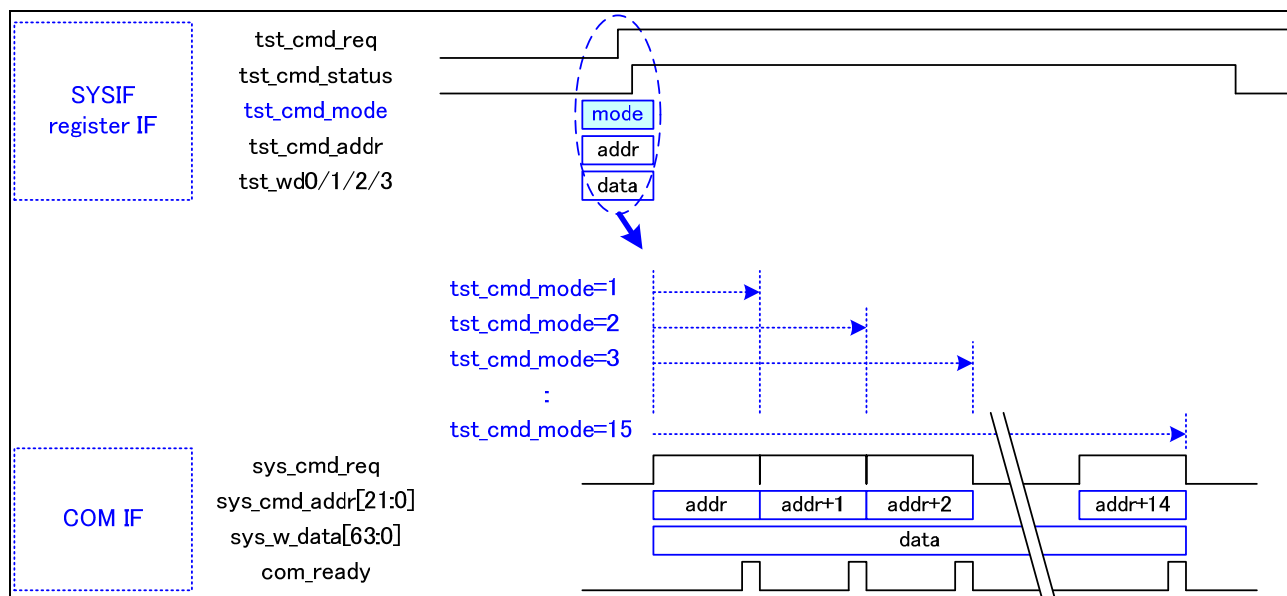 SYSIF
register IF
tst_cmd_req
tst_cmd_status
tst_cmd_mode
mode
tst_cmd_addr
addr
tst_wd0/1/2/3
data
tst_cmd_mode=1
tst_cmd_mode=2
tst_cmd_mode=3
:
tst_cmd_mode=15
COM IF
sys_cmd_req
sys_cmd_addr[21:0]
addr
addr+1
addr+2
addr+14
sys_w_data[63:0]
data
com_ready